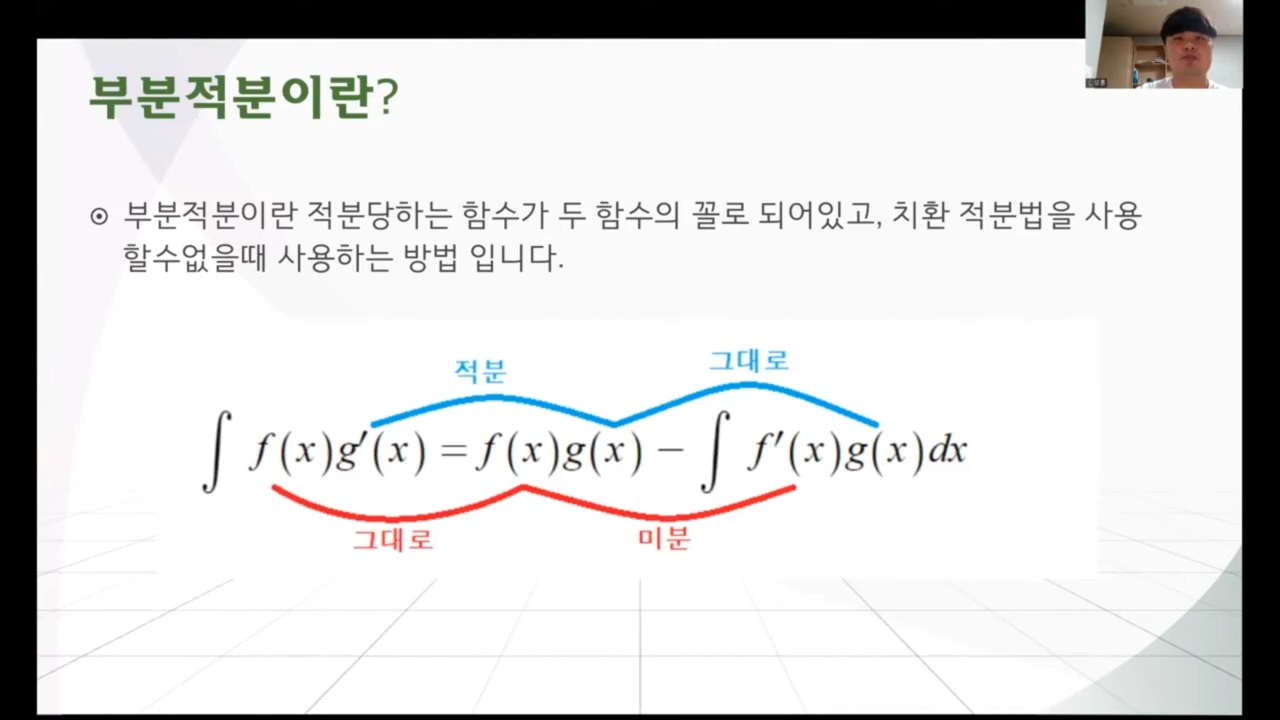 부분적분이란?
부분적분이란 적분당하는 함수가 두 함수의 꼴로 되어있고, 치환 적분법을 사용
할수없을때 사용하는 방법 입니다.
적분 그대로
∫ f(x)g′(x) = f(x)g(x) − ∫ f′(x)g(x)dx
그대로 미분